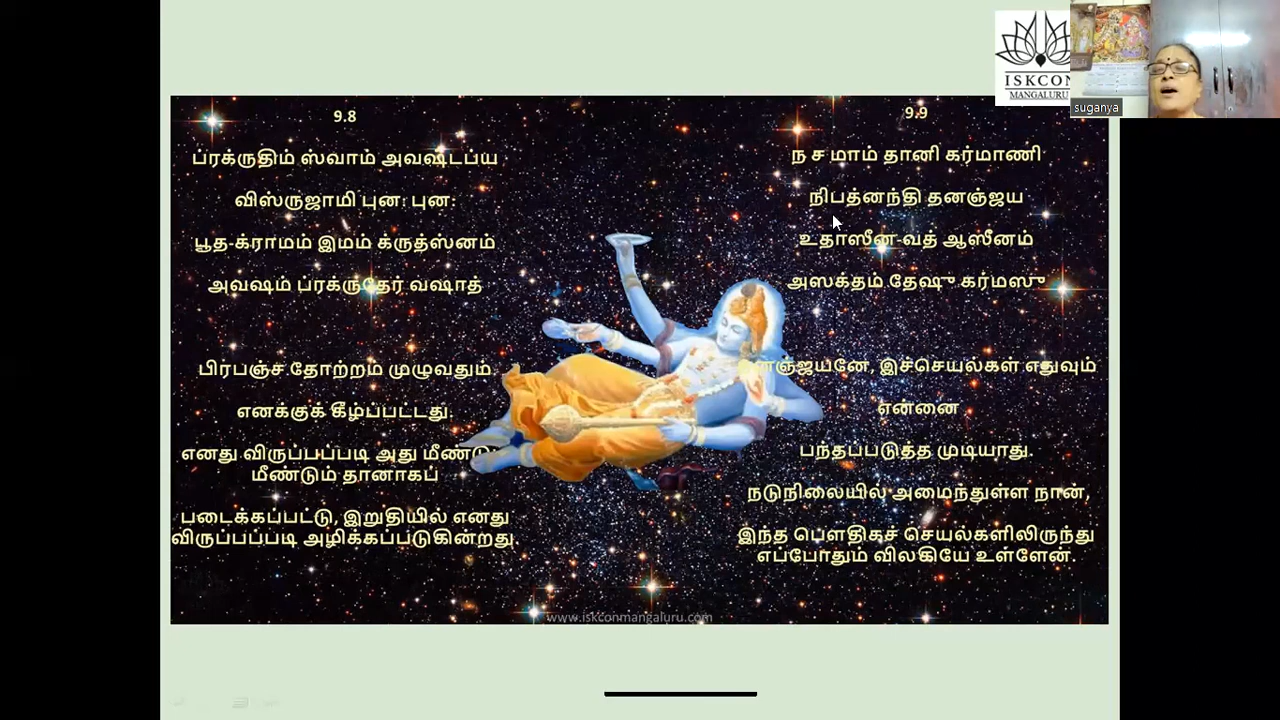 ISKCON
MANGALURU
suganya
9.8
ப்ரக்ருதிம் ஸ்வாம் அவஷ்டப்ய
விஸ்ருஜாமி புன: புன:
பூத-க்ராமம் இமம் க்ருத்ஸ்னம்
அவஷம் ப்ரக்ருதேர் வஷாத்
பிரபஞ்ச தோற்றம் முழுவதும்
எனக்குக் கீழ்ப்பட்டது.
எனது விருப்பப்படி அது
மீண்டும் தானாகப்
படைக்கப்பட்டு, இறுதியில் எனது
விருப்பப்படி அழிக்கப்படுகின்றது.
9.9
ந ச மாம் தானி கர்மாணி
நிபத்னந்தி தனஞ்ஜய
உதாஸீன-வத் ஆஸீனம்
அஸக்தம் தேஷு கர்மஸு
இச்செயல்கள் எதுவும்
என்னை
பந்தப்படுத்த முடியாது.
நடுநிலையில் அமைந்துள்ள நான்,
இந்த பௌதிகச் செயல்களிலிருந்து
எப்போதும் விலகியே உள்ளேன்.
www.iskconmangaluru.com